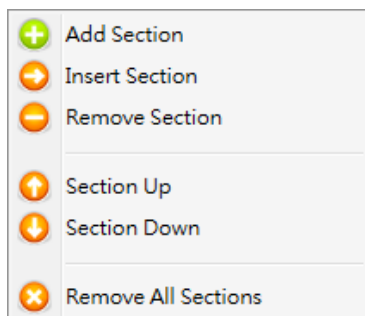 Add Section
Insert Section
Remove Section
Section Up
Section Down
Remove All Sections